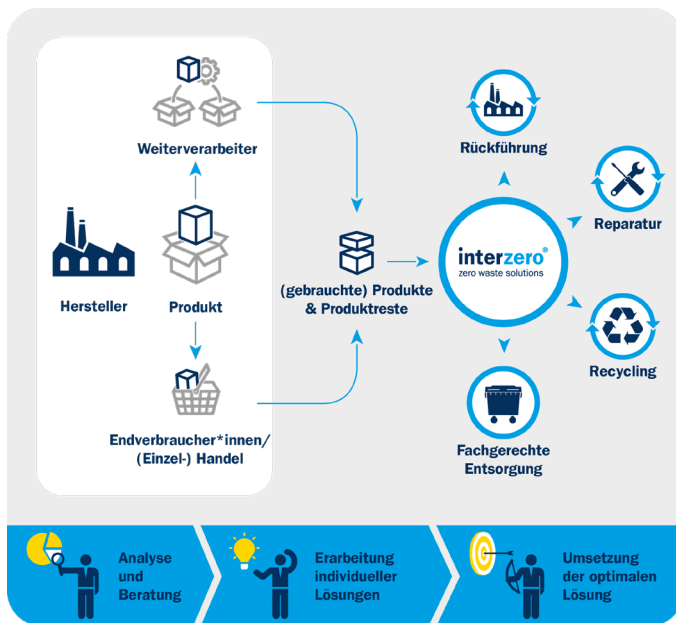 Weiterverarbeiter
Hersteller
Produkt
Endverbraucher*innen/
(Einzel-) Handel
(gebrauchte) Produkte
& Produktreste
interzero®
zero waste solutions
Rückführung
Reparatur
Recycling
Fachgerechte
Entsorgung
Analyse
und
Beratung
Erarbeitung
individueller
Lösungen
Umsetzung
der optimalen
Lösung